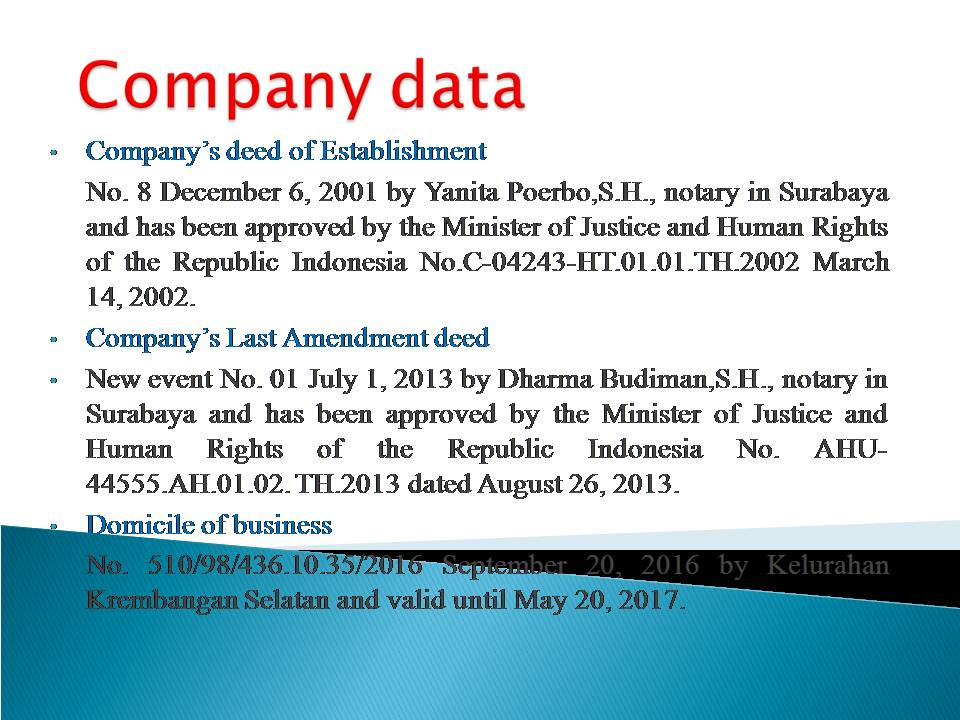 Company data
• Company’s deed of Establishment
No. 8 December 6, 2001 by Yanita Poerbo,S.H., notary in Surabaya
and has been approved by the Minister of Justice and Human Rights
of the Republic Indonesia No.C-04243-HT.01.01.TH.2002 March
14, 2002.
• Company’s Last Amendment deed
• New event No. 01 July 1, 2013 by Dharma Budiman,S.H., notary in
Surabaya and has been approved by the Minister of Justice and
Human Rights of the Republic Indonesia No. AHU-
44555.AH.01.02. TH.2013 dated August 26, 2013.
• Domicile of business
No. 510/98/436.10.35/2016 September 20, 2016 by Kelurahan
Krembangan Selatan and valid until May 20, 2017.